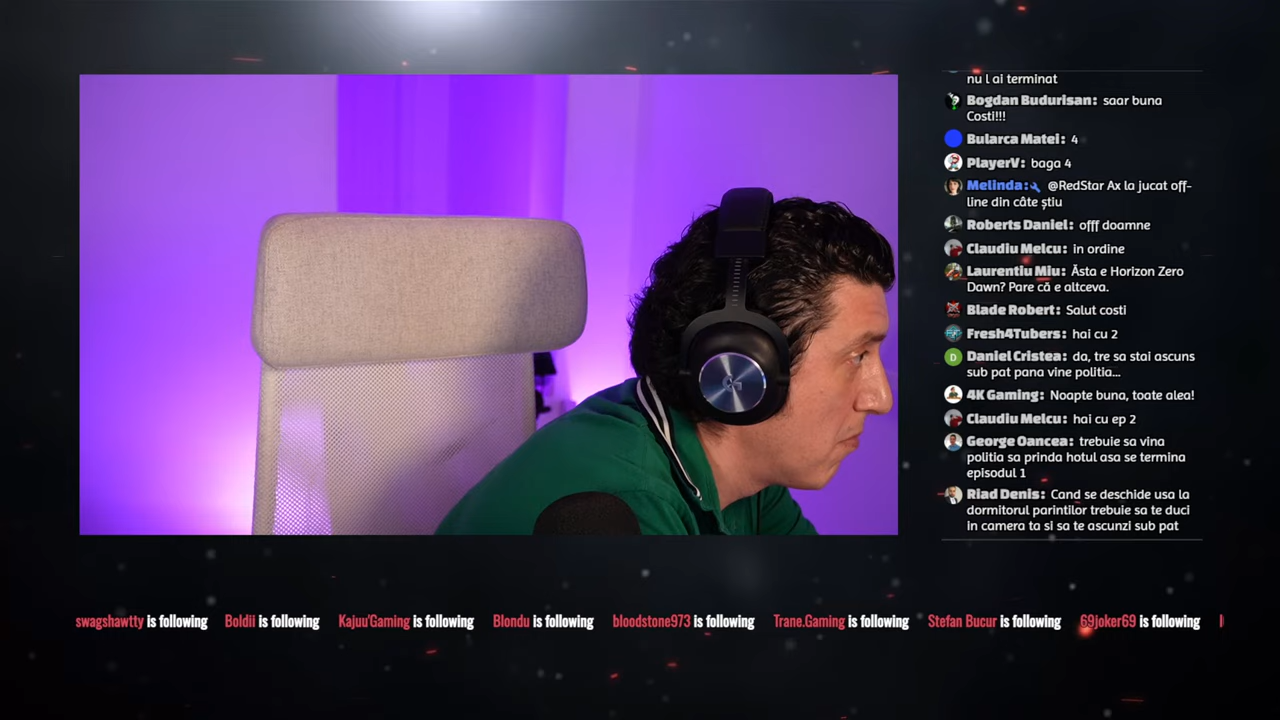 nu l ai terminat
Bogdan Budurisan: saar buna
Costi!!!
Bularca Matei: 4
PlayerV: baga 4
Melinda: @RedStar Ax la jucat off-
line din câte știu
Roberts Daniel: offf doamne
Claudiu Melcu: in ordine
Laurentiu Miu: Ăsta e Horizon Zero
Dawn? Pare că e altceva.
Blade Robert: Salut costi
Fresh4Tubers: hai cu 2
Daniel Cristea: da, tre sa stai ascuns
sub pat pana vine politia...
4K Gaming: Noapte buna, toate alea!
Claudiu Melcu: hai cu ep 2
George Oancea: trebuie sa vina
politia sa prinda hotul asa se termina
episodul 1
Riad Denis: Cand se deschide usa la
dormitorul parintilor trebuie sa te duci
in camera ta si sa te ascunzi sub pat
swagshawtty is following Boldii is following Kajuu'Gaming is following Blondu is following bloodstone973 is following Trane.Gaming is following Stefan Bucur is following 69joker69 is following